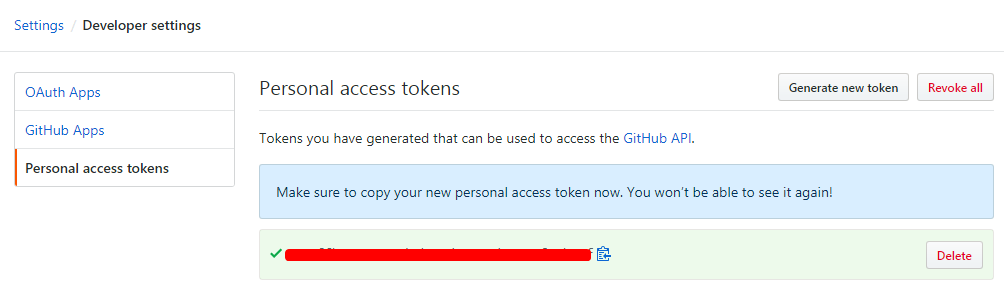 Settings / Developer settings
OAuth Apps
GitHub Apps
Personal access tokens
Personal access tokens
Generate new token
Revoke all
Tokens you have generated that can be used to access the GitHub API.
Make sure to copy your new personal access token now. You won't be able to see it again!
Delete